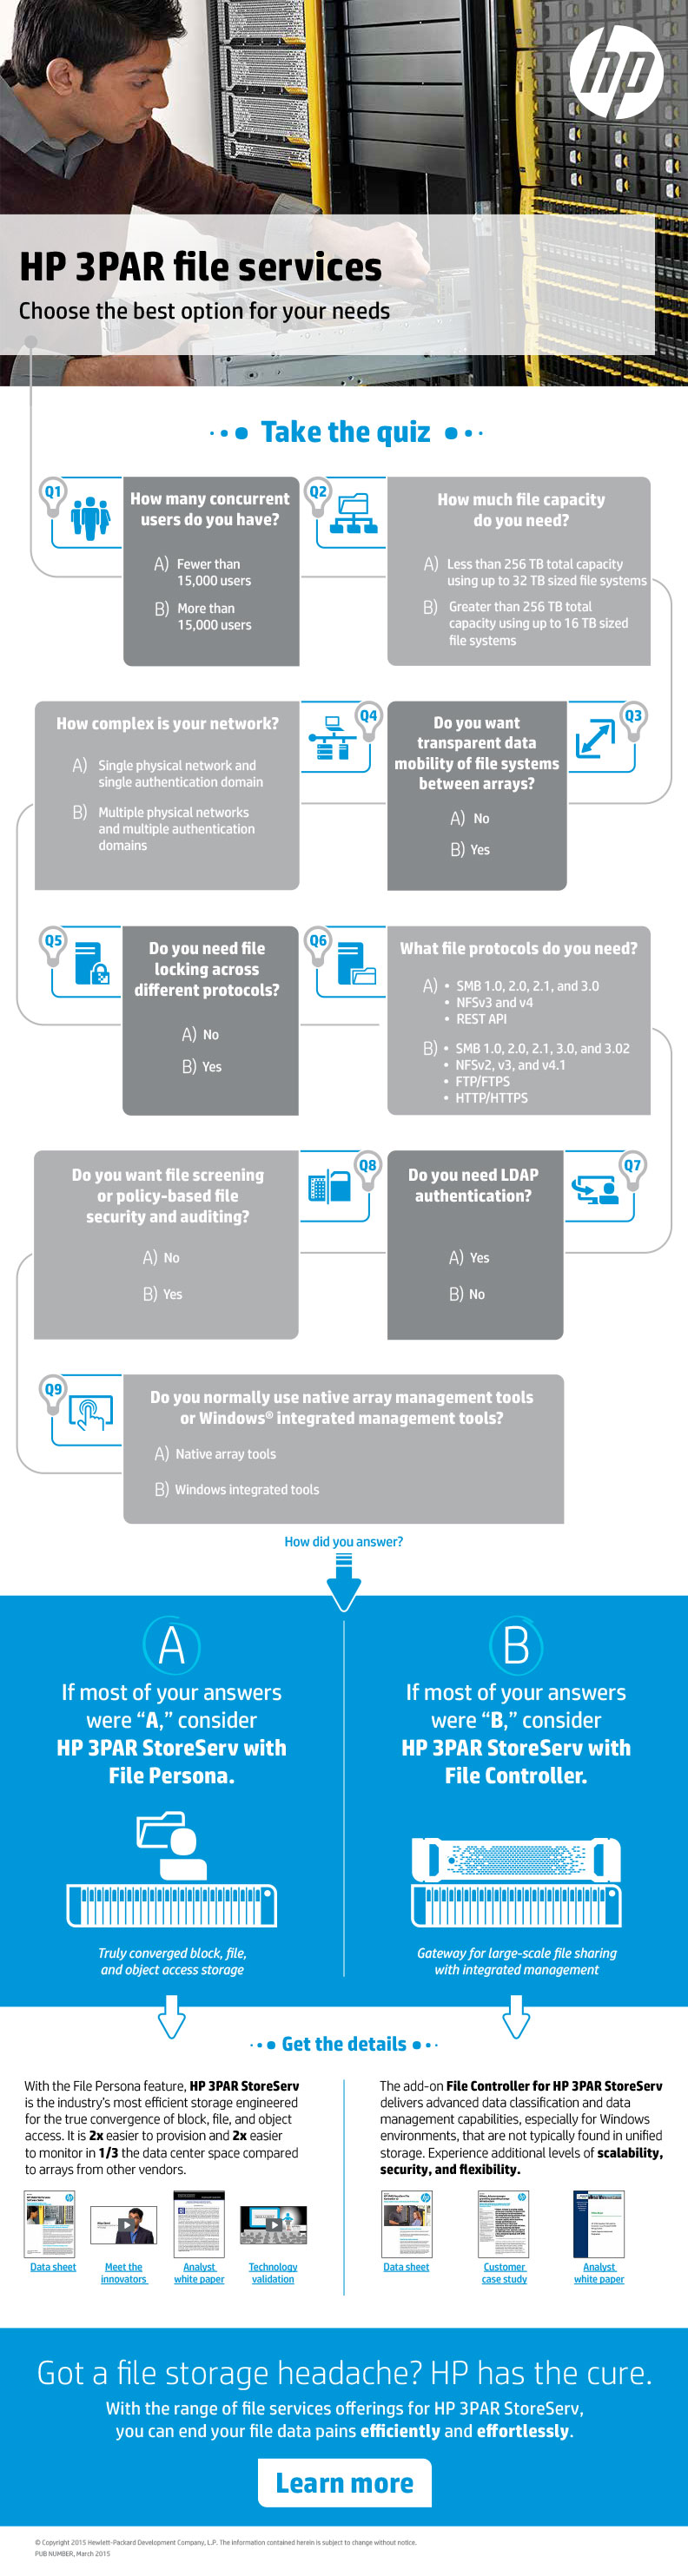 hp
HP 3PAR file services
Choose the best option for your needs
Take the quiz
Q1
How many concurrent
users do you have?
A) Fewer than
15,000 users
B) More than
15,000 users
Q2
How much file capacity
do you need?
A) Less than 256 TB total capacity
using up to 32 TB sized file systems
B) Greater than 256 TB total
capacity using up to 16 TB sized
file systems
Q3
Do you want
transparent data
mobility of file systems
between arrays?
A) No
B) Yes
Q4
How complex is your network?
A) Single physical network and
single authentication domain
B) Multiple physical networks
and multiple authentication
domains
Q5
Do you need file
locking across
different protocols?
A) No
B) Yes
Q6
What file protocols do you need?
A) • SMB 1.0, 2.0, 2.1, and 3.0
• NFSv3 and v4
• REST API
B) • SMB 1.0, 2.0, 2.1, 3.0, and 3.02
• NFSv2, v3, and v4.1
• FTP/FTPS
• HTTP/HTTPS
Q7
Do you need LDAP
authentication?
A) Yes
B) No
Q8
Do you want file screening
or policy-based file
security and auditing?
A) No
B) Yes
Q9
Do you normally use native array management tools
or Windows® integrated management tools?
A) Native array tools
B) Windows integrated tools
How did you answer?
A
If most of your answers
were “A,” consider
HP 3PAR StoreServ with
File Persona.
Truly converged block, file,
and object access storage
B
If most of your answers
were “B,” consider
HP 3PAR StoreServ with
File Controller.
Gateway for large-scale file sharing
with integrated management
Get the details
With the File Persona feature, HP 3PAR StoreServ
is the industry’s most efficient storage engineered
for the true convergence of block, file, and object
access. It is 2x easier to provision and 2x easier
to monitor in 1/3 the data center space compared
to arrays from other vendors.
Data sheet
Meet the
innovators
Analyst
white paper
Technology
validation
The add-on File Controller for HP 3PAR StoreServ
delivers advanced data classification and data
management capabilities, especially for Windows
environments, that are not typically found in unified
storage. Experience additional levels of scalability,
security, and flexibility.
Data sheet
Customer
case study
Analyst
white paper
Got a file storage headache? HP has the cure.
With the range of file services offerings for HP 3PAR StoreServ,
you can end your file data pains efficiently and effortlessly.
Learn more
© Copyright 2015 Hewlett-Packard Development Company, L.P. The information contained herein is subject to change without notice.
PUB NUMBER, March 2015